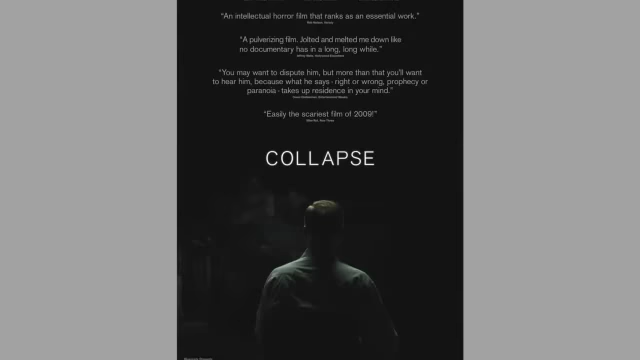 “An intellectual horror film that ranks as an essential work.”
“A pulverizing film. Jolted and melted me down like
no documentary has in a long, long while.”
“You may want to dispute him, but more than that you'll want
to hear him, because what he says - right or wrong, prophecy or
paranoia - takes up residence in your mind.”
“Easily the scariest film of 2009!”
COLLAPSE